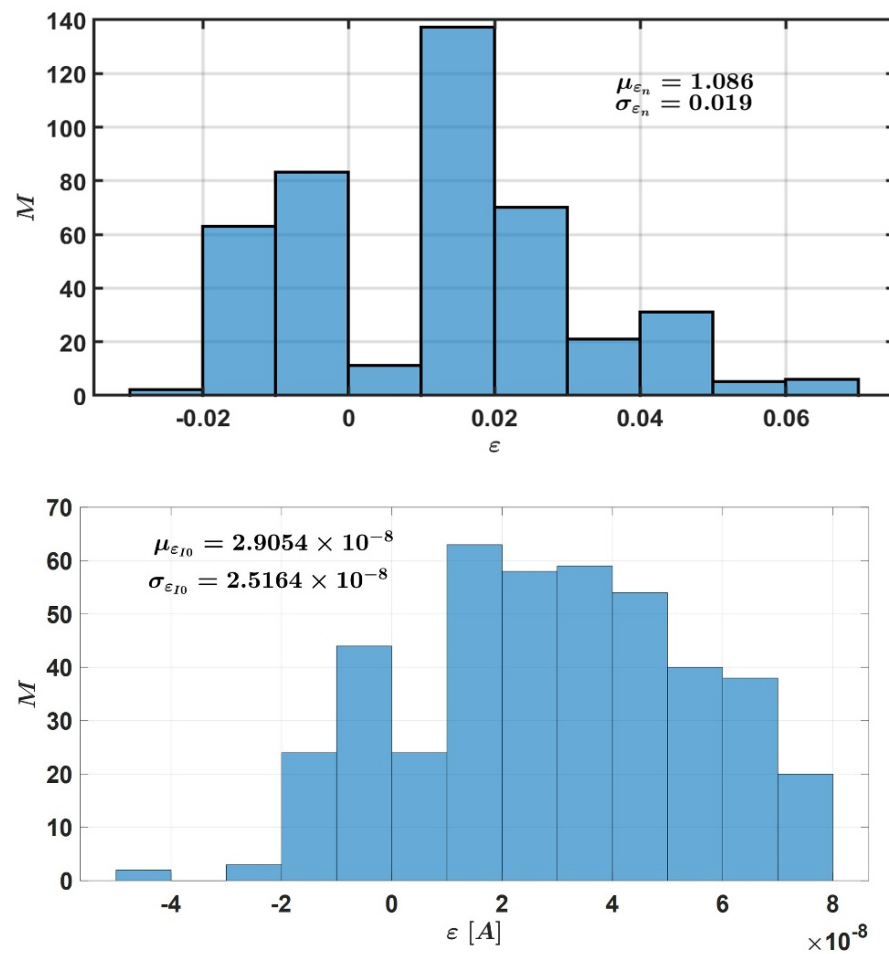 140
120
100
80
60
40
20
0
M
μ_{ε_n} = 1.086
σ_{ε_n} = 0.019
-0.02 0 0.02 0.04 0.06
ε
70
60
50
40
30
20
10
0
M
μ_{ε_{I0}} = 2.9054 × 10⁻⁸
σ_{ε_{I0}} = 2.5164 × 10⁻⁸
-4 -2 0 2 4 6 8
ε [A]
×10⁻⁸